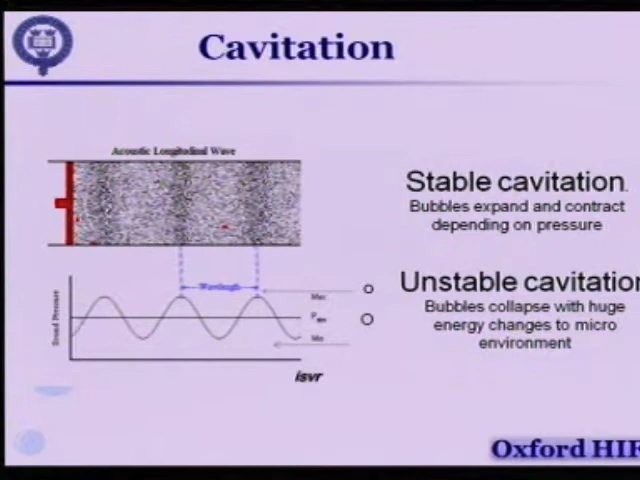 Cavitation
Acoustic Longitudinal Wave
Stable cavitation.
Bubbles expand and contract
depending on pressure
Wavelength
Sound Pressure
Max
Min
Unstable cavitation
Bubbles collapse with huge
energy changes to micro
environment
isvr
Oxford HIF